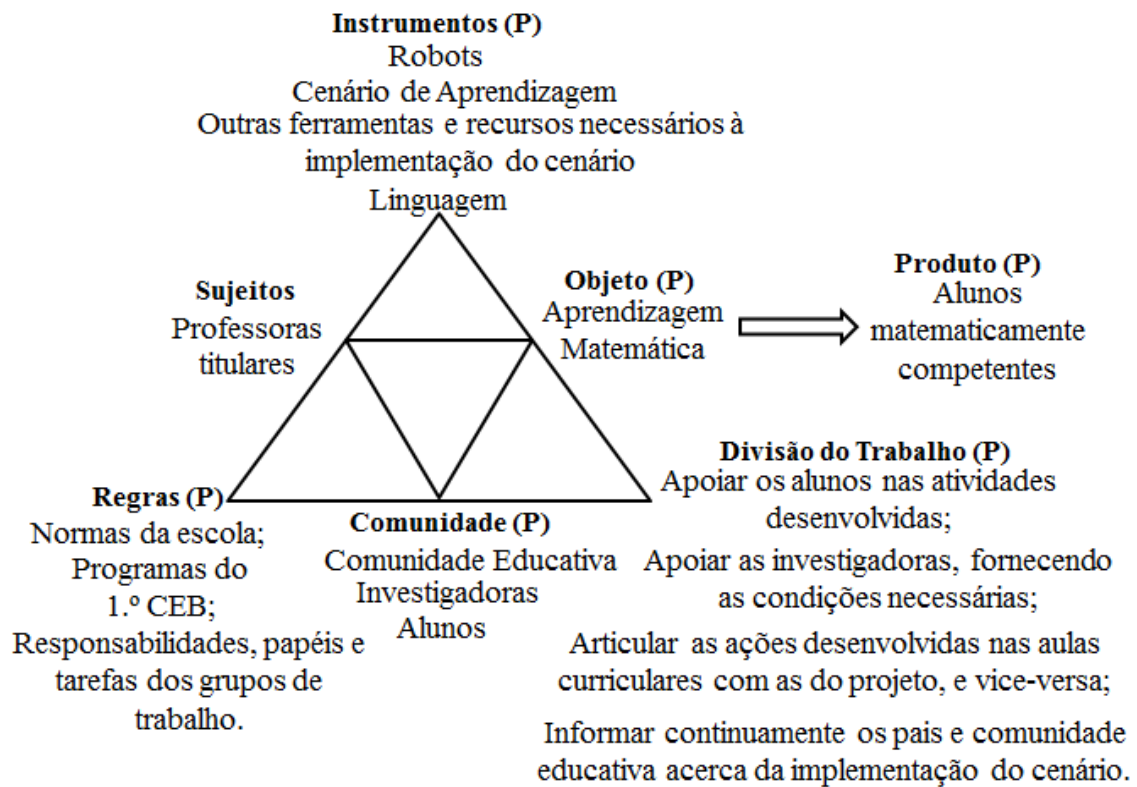 Instrumentos (P)
Robots
Cenário de Aprendizagem
Outras ferramentas e recursos necessários à
implementação do cenário
Linguagem
Sujeitos
Professoras
titulares
Objeto (P)
Aprendizagem
Matemática
Produto (P)
Alunos
matematicamente
competentes
Regras (P)
Normas da escola;
Programas do
1.º CEB;
Responsabilidades, papéis e
tarefas dos grupos de
trabalho.
Comunidade (P)
Comunidade Educativa
Investigadoras
Alunos
Divisão do Trabalho (P)
Apoiar os alunos nas atividades
desenvolvidas;
Apoiar as investigadoras, fornecendo
as condições necessárias;
Articular as ações desenvolvidas nas aulas
curriculares com as do projeto, e vice-versa;
Informar continuamente os pais e comunidade
educativa acerca da implementação do cenário.